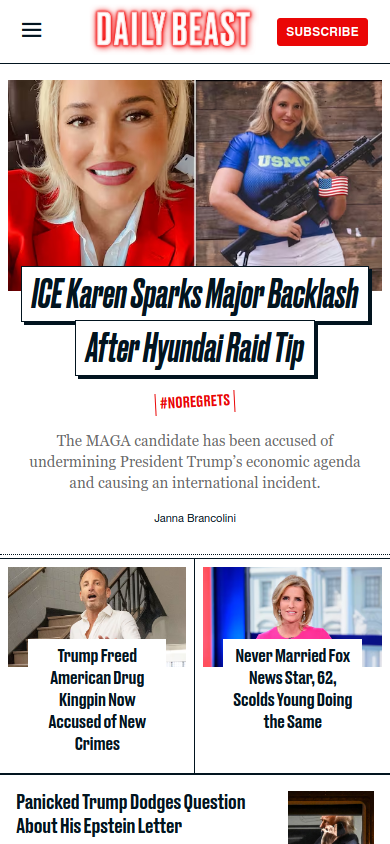 DAILY BEAST
SUBSCRIBE
USMC
ICE Karen Sparks Major Backlash
After Hyundai Raid Tip
#NOREGRETS
The MAGA candidate has been accused of
undermining President Trump’s economic agenda
and causing an international incident.
Janna Brancolini
Trump Freed
American Drug
Kingpin Now
Accused of New
Crimes
Never Married Fox
News Star, 62,
Scolds Young Doing
the Same
Panicked Trump Dodges Question
About His Epstein Letter